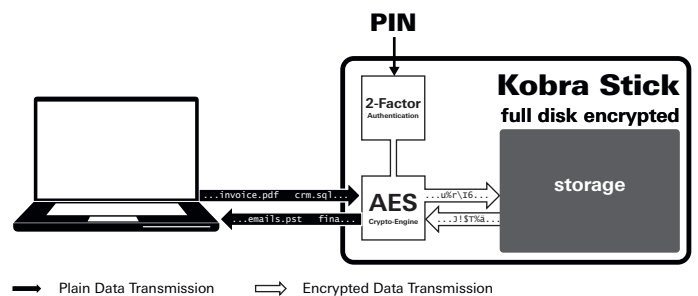 PIN
Kobra Stick
full disk encrypted
2-Factor
Authentication
storage
...invoice.pdf crm.sql...
AES
Crypto-Engine
...u%r\I6...
...emails.pst fina...
...J!$T%ä...
Plain Data Transmission
Encrypted Data Transmission